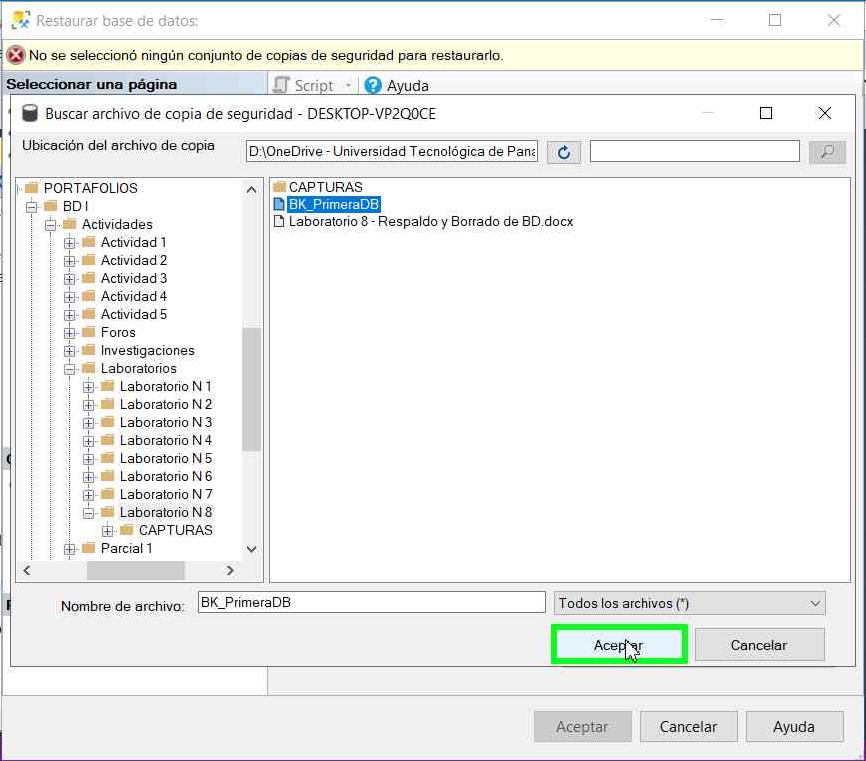 Restaurar base de datos:
No se seleccionó ningún conjunto de copias de seguridad para restaurarlo.
Seleccionar una página
Script
Ayuda
Buscar archivo de copia de seguridad - DESKTOP-VP2Q0CE
Ubicación del archivo de copia
D:\OneDrive - Universidad Tecnológica de
PORTAFOLIOS
BD I
Actividades
Actividad 1
Actividad 2
Actividad 3
Actividad 4
Actividad 5
Foros
Investigaciones
Laboratorios
Laboratorio N 1
Laboratorio N 2
Laboratorio N 3
Laboratorio N 4
Laboratorio N 5
Laboratorio N 6
Laboratorio N 7
Laboratorio N 8
CAPTURAS
Parcial 1
CAPTURAS
BK_PrimeraDB
Laboratorio 8 - Respaldo y Borrado de BD.docx
Nombre de archivo:
BK_PrimeraDB
Todos los archivos (*)
Aceptar
Cancelar
Aceptar
Cancelar
Ayuda